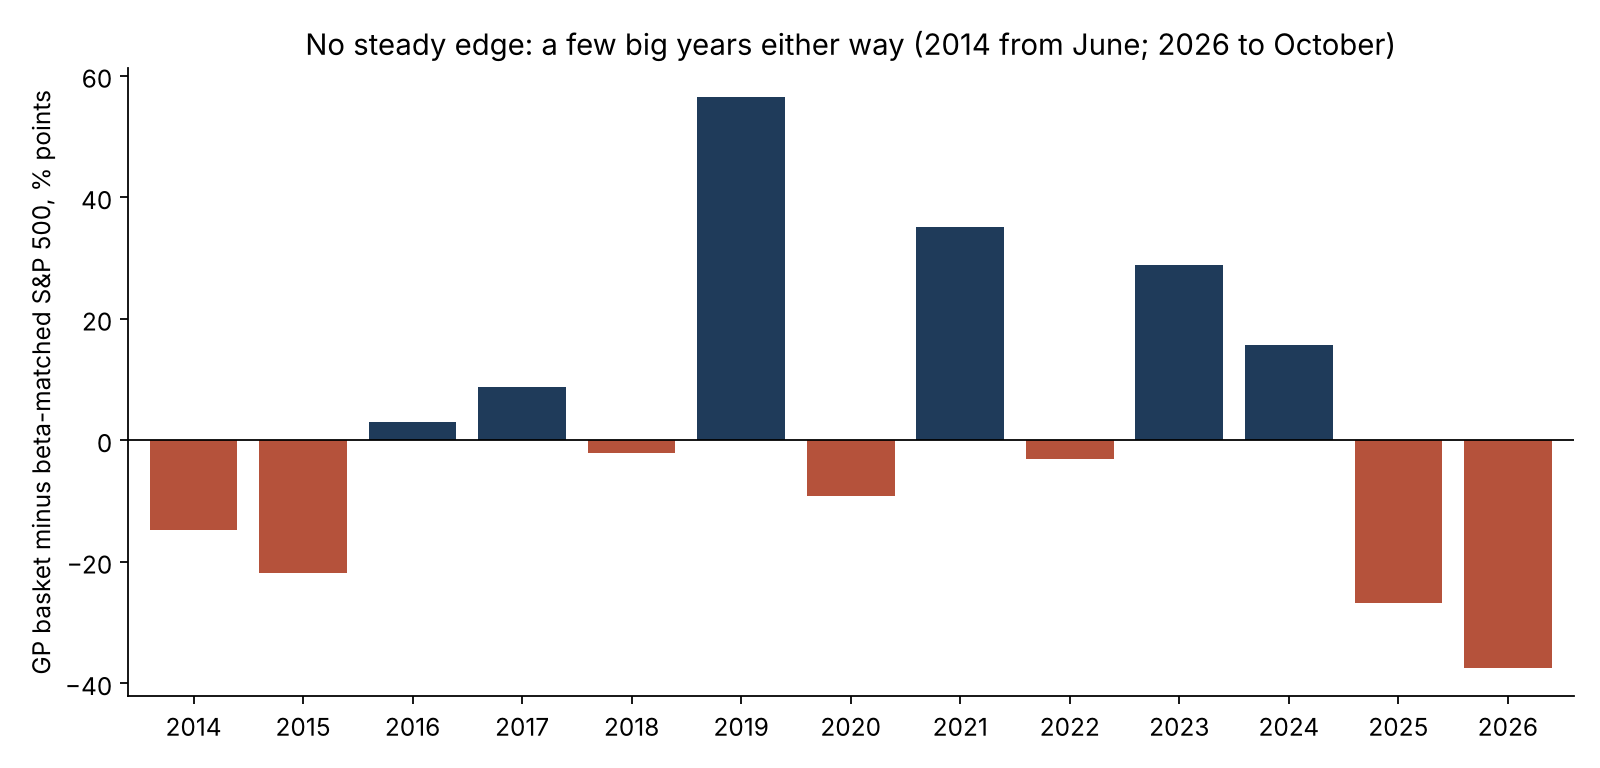 No steady edge: a few big years either way (2014 from June; 2026 to October)
GP basket minus beta-matched S&P 500, % points
60
40
20
0
−20
−40
2014 2015 2016 2017 2018 2019 2020 2021 2022 2023 2024 2025 2026